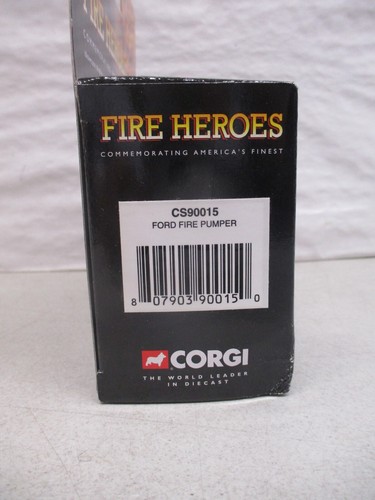 FIRE HEROES
COMMEMORATING AMERICA'S FINEST
CS90015
FORD FIRE PUMPER
8 07903 90015 0
CORGI
THE WORLD LEADER
IN DIECAST